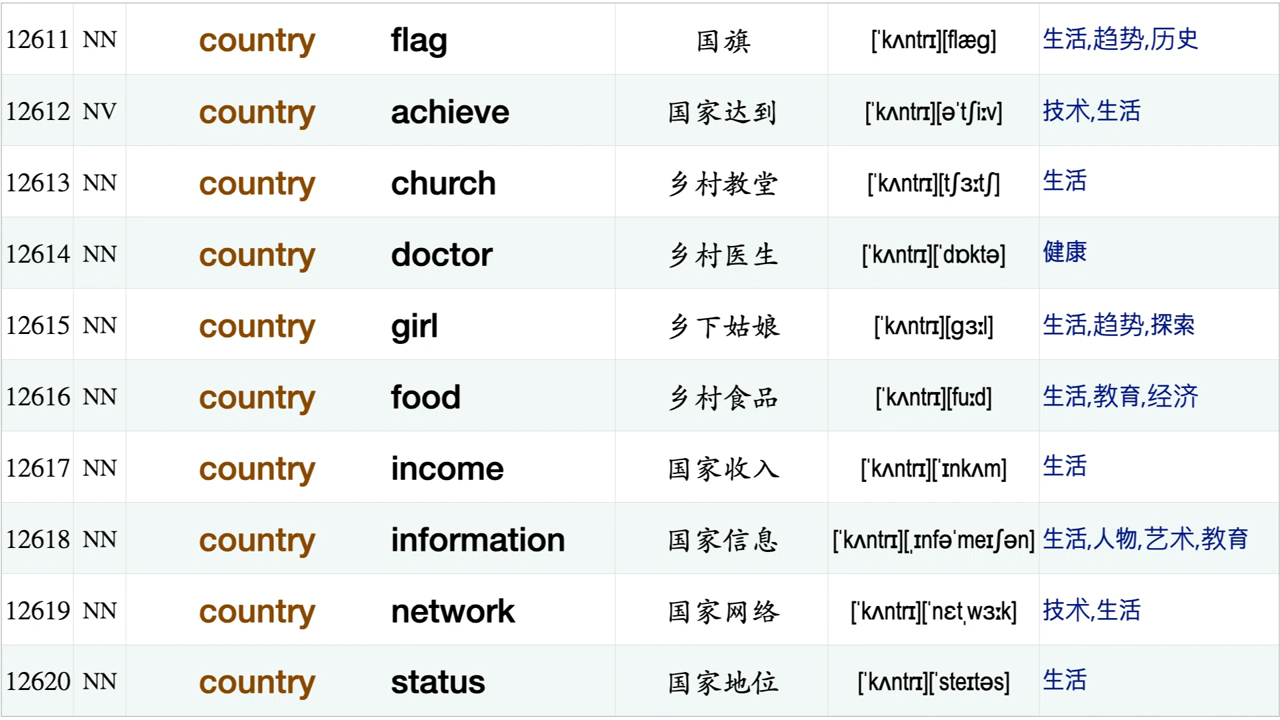 12611 NN country flag 国旗 [ˈkʌntrɪ][flæg] 生活,趋势,历史
12612 NV country achieve 国家达到 [ˈkʌntrɪ][əˈtʃiːv] 技术,生活
12613 NN country church 乡村教堂 [ˈkʌntrɪ][tʃɜːtʃ] 生活
12614 NN country doctor 乡村医生 [ˈkʌntrɪ][ˈdɒktə] 健康
12615 NN country girl 乡下姑娘 [ˈkʌntrɪ][gɜːl] 生活,趋势,探索
12616 NN country food 乡村食品 [ˈkʌntrɪ][fuːd] 生活,教育,经济
12617 NN country income 国家收入 [ˈkʌntrɪ][ˈɪnkʌm] 生活
12618 NN country information 国家信息 [ˈkʌntrɪ][ˌɪnfəˈmeɪʃən] 生活,人物,艺术,教育
12619 NN country network 国家网络 [ˈkʌntrɪ][ˈnɛtˌwɜːk] 技术,生活
12620 NN country status 国家地位 [ˈkʌntrɪ][ˈsteɪtəs] 生活